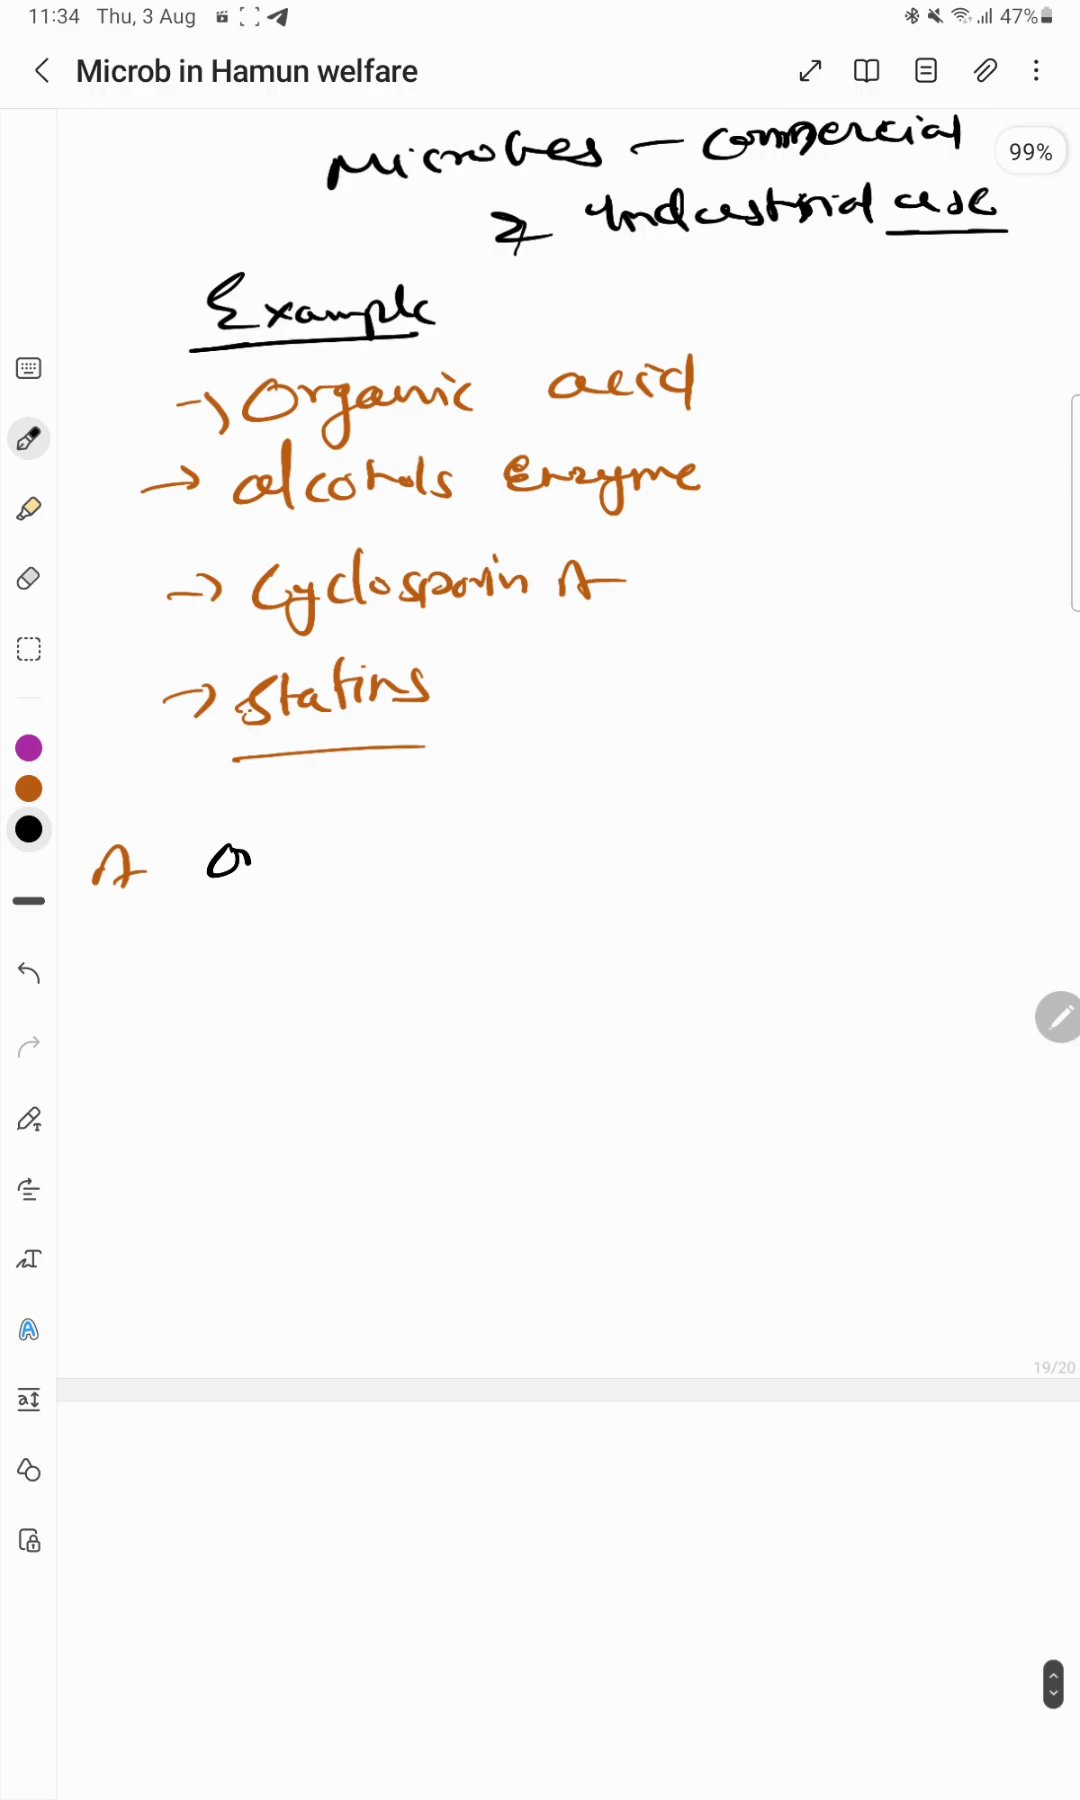 11:34 Thu, 3 Aug 47%
Microb in Hamun welfare
99%
Microbes – Commercial
& Industrial use
Example
→ Organic acid
→ alcohols Enzyme
→ Cyclosporin A
→ Statins
A Or
19/20